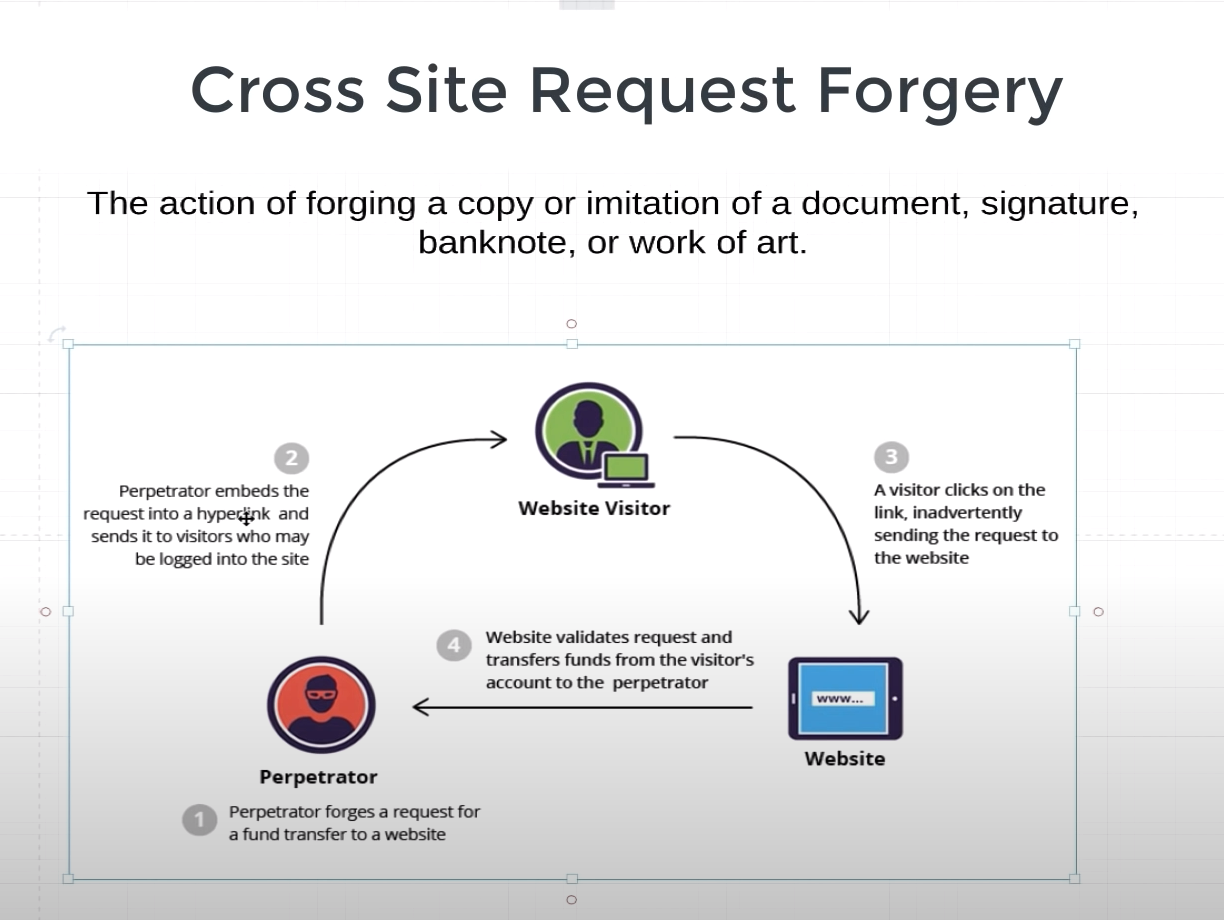 Cross Site Request Forgery
The action of forging a copy or imitation of a document, signature,
banknote, or work of art.
2
Perpetrator embeds the
request into a hyperlink and
sends it to visitors who may
be logged into the site
Website Visitor
3
A visitor clicks on the
link, inadvertently
sending the request to
the website
4
Website validates request and
transfers funds from the visitor's
account to the perpetrator
www...
Website
Perpetrator
1
Perpetrator forges a request for
a fund transfer to a website